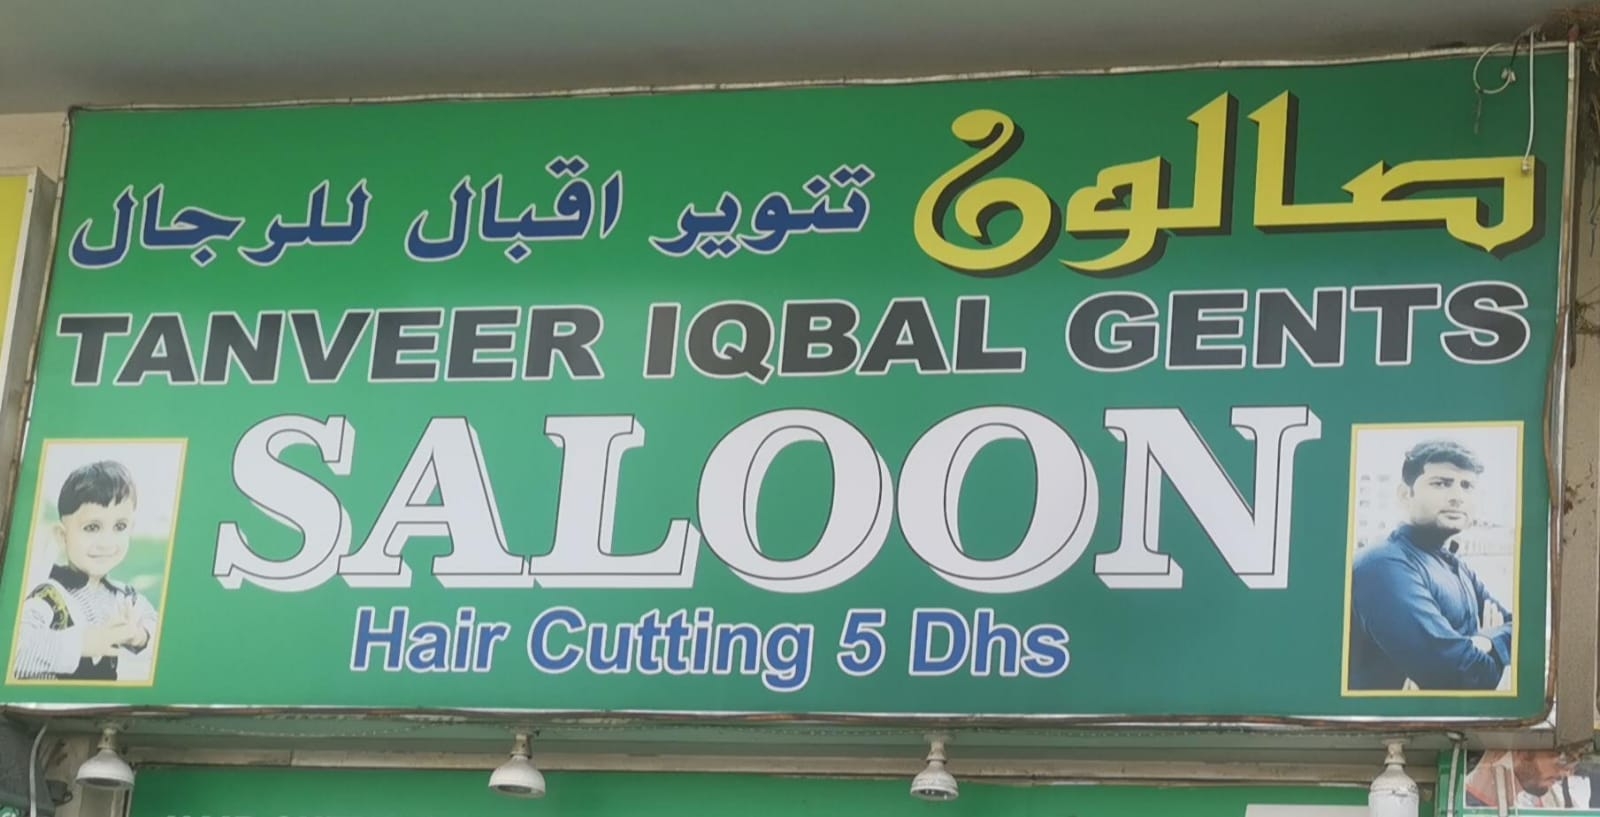 صالون تنوير اقبال للرجال
TANVEER IQBAL GENTS
SALOON
Hair Cutting 5 Dhs